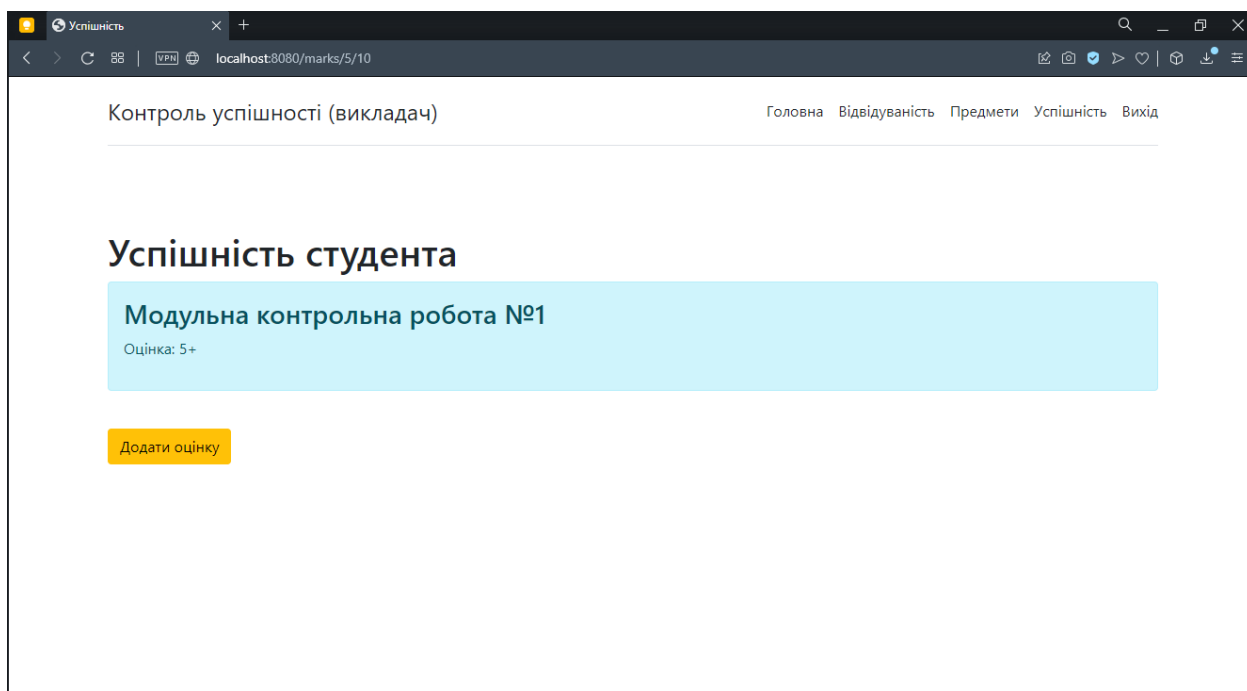 Успішність
VPN localhost:8080/marks/5/10
Контроль успішності (викладач)
Головна Відвідуваність Предмети Успішність Вихід
Успішність студента
Модульна контрольна робота №1
Оцінка: 5+
Додати оцінку